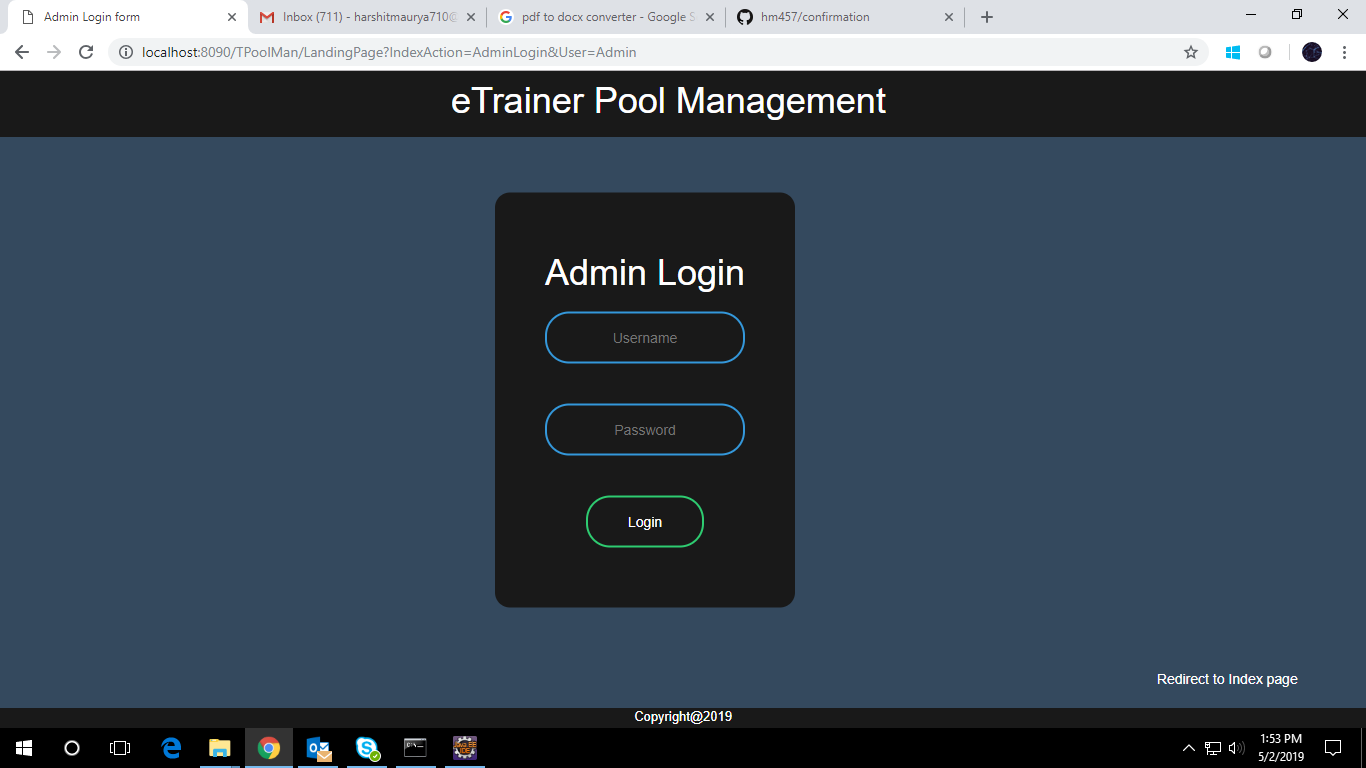 Admin Login form
Inbox (711) - harshitmaurya710@
pdf to docx converter - Google S
hm457/confirmation
localhost:8090/TPoolMan/LandingPage?IndexAction=AdminLogin&User=Admin
eTrainer Pool Management
Admin Login
Username
Password
Login
Redirect to Index page
Copyright@2019
1:53 PM
5/2/2019